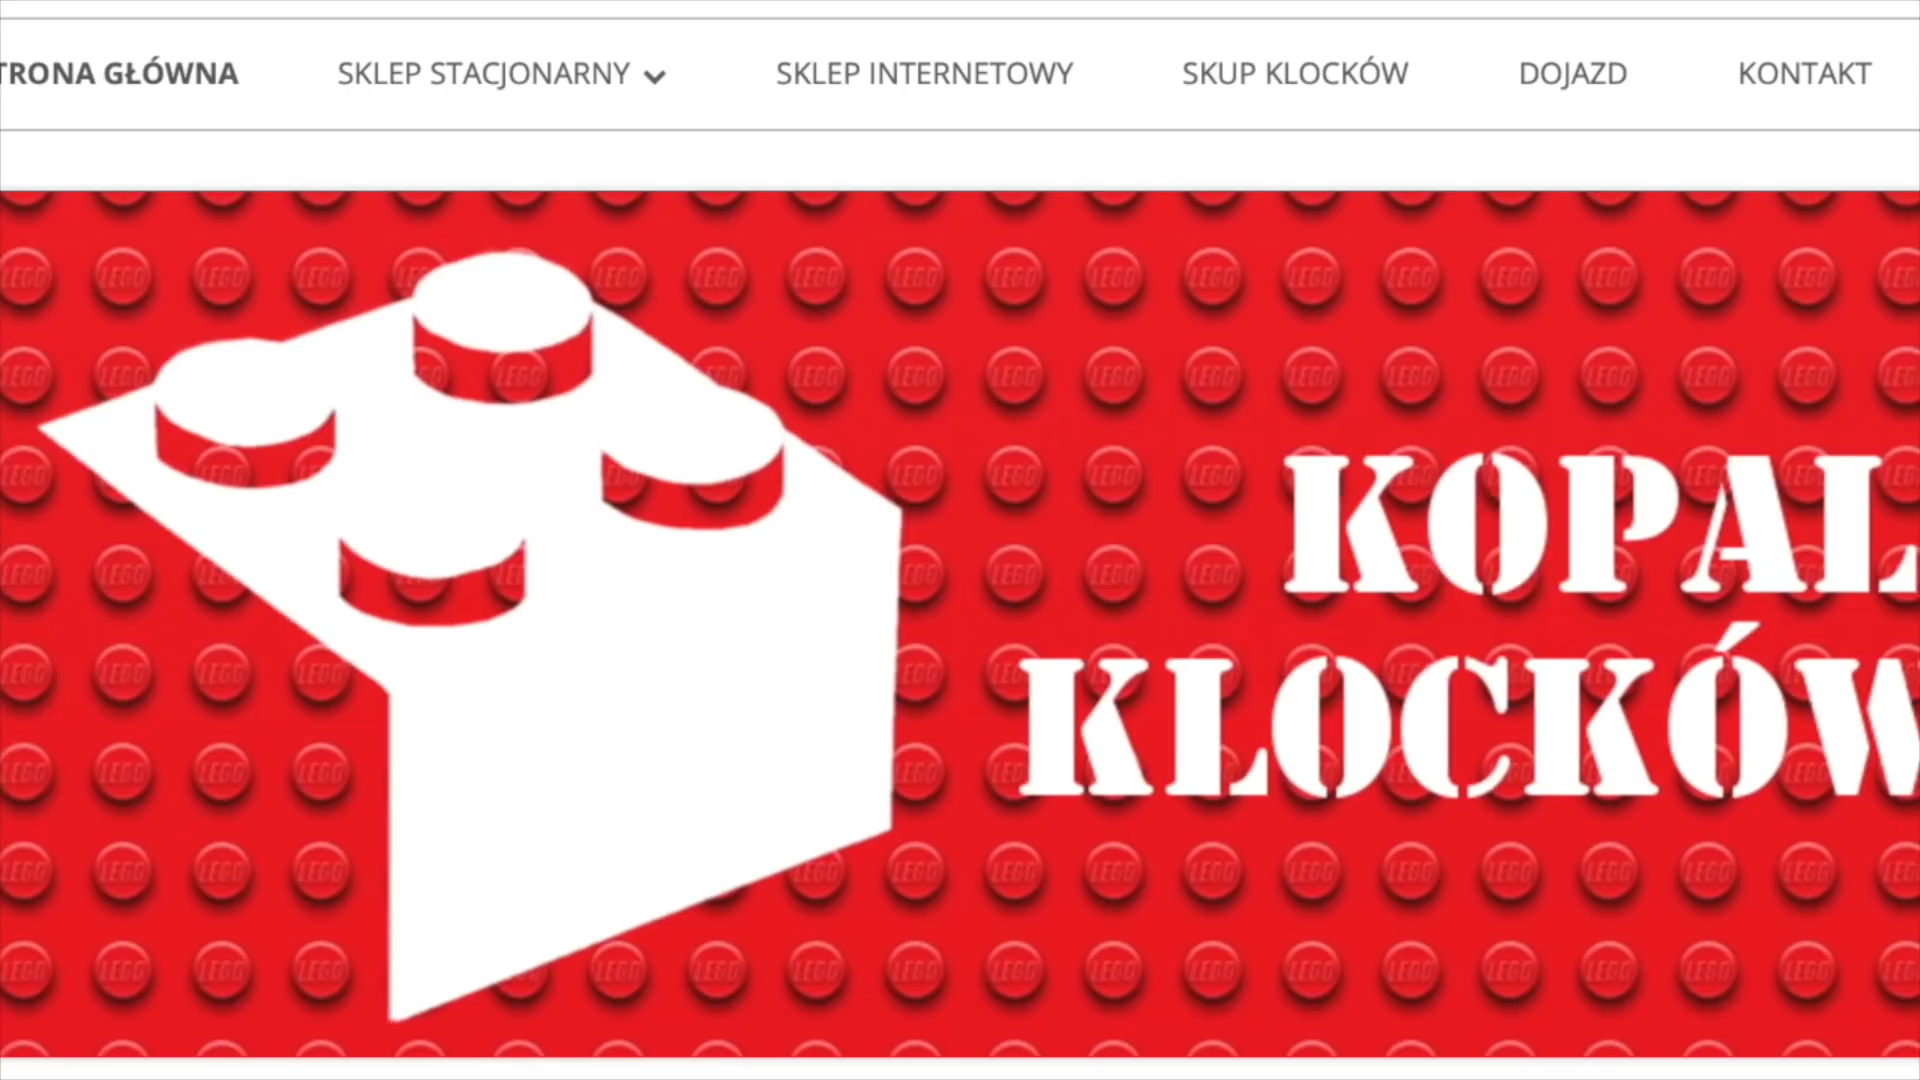 TRONA GŁÓWNA SKLEP STACJONARNY SKLEP INTERNETOWY SKUP KLOCKÓW DOJAZD KONTAKT
KOPAL
KLOCKÓW